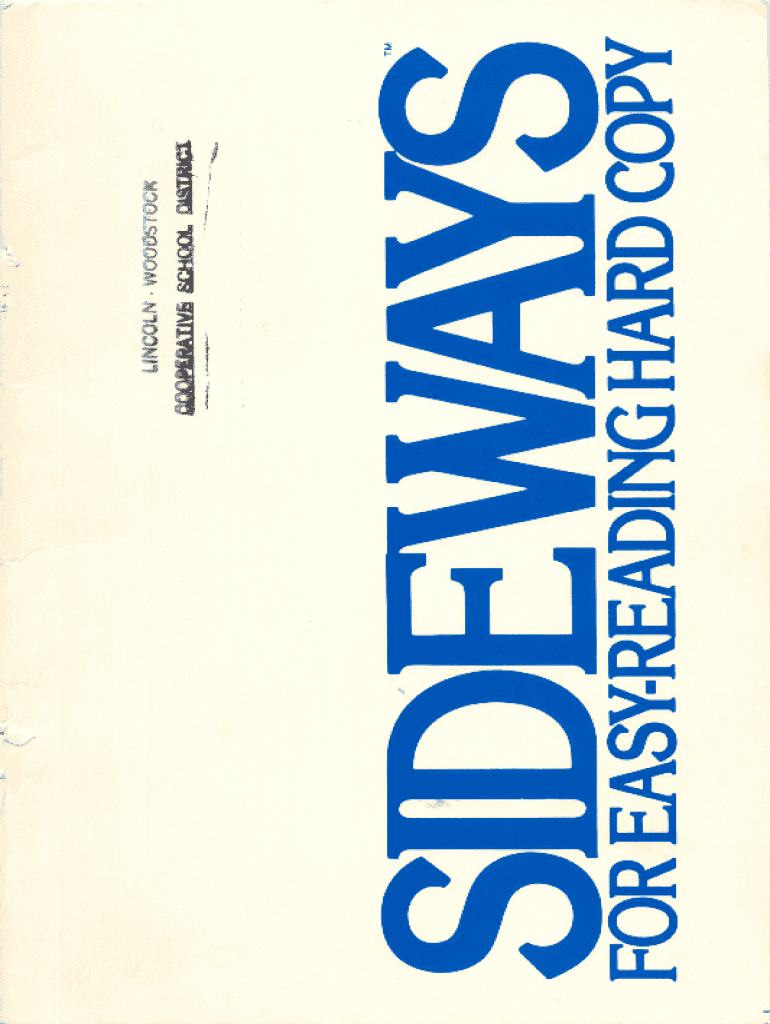 LINCOLN - WOODSTOCK
COOPERATIVE SCHOOL DISTRICT
SIDEWAYS™
FOR EASY-READING HARD COPY